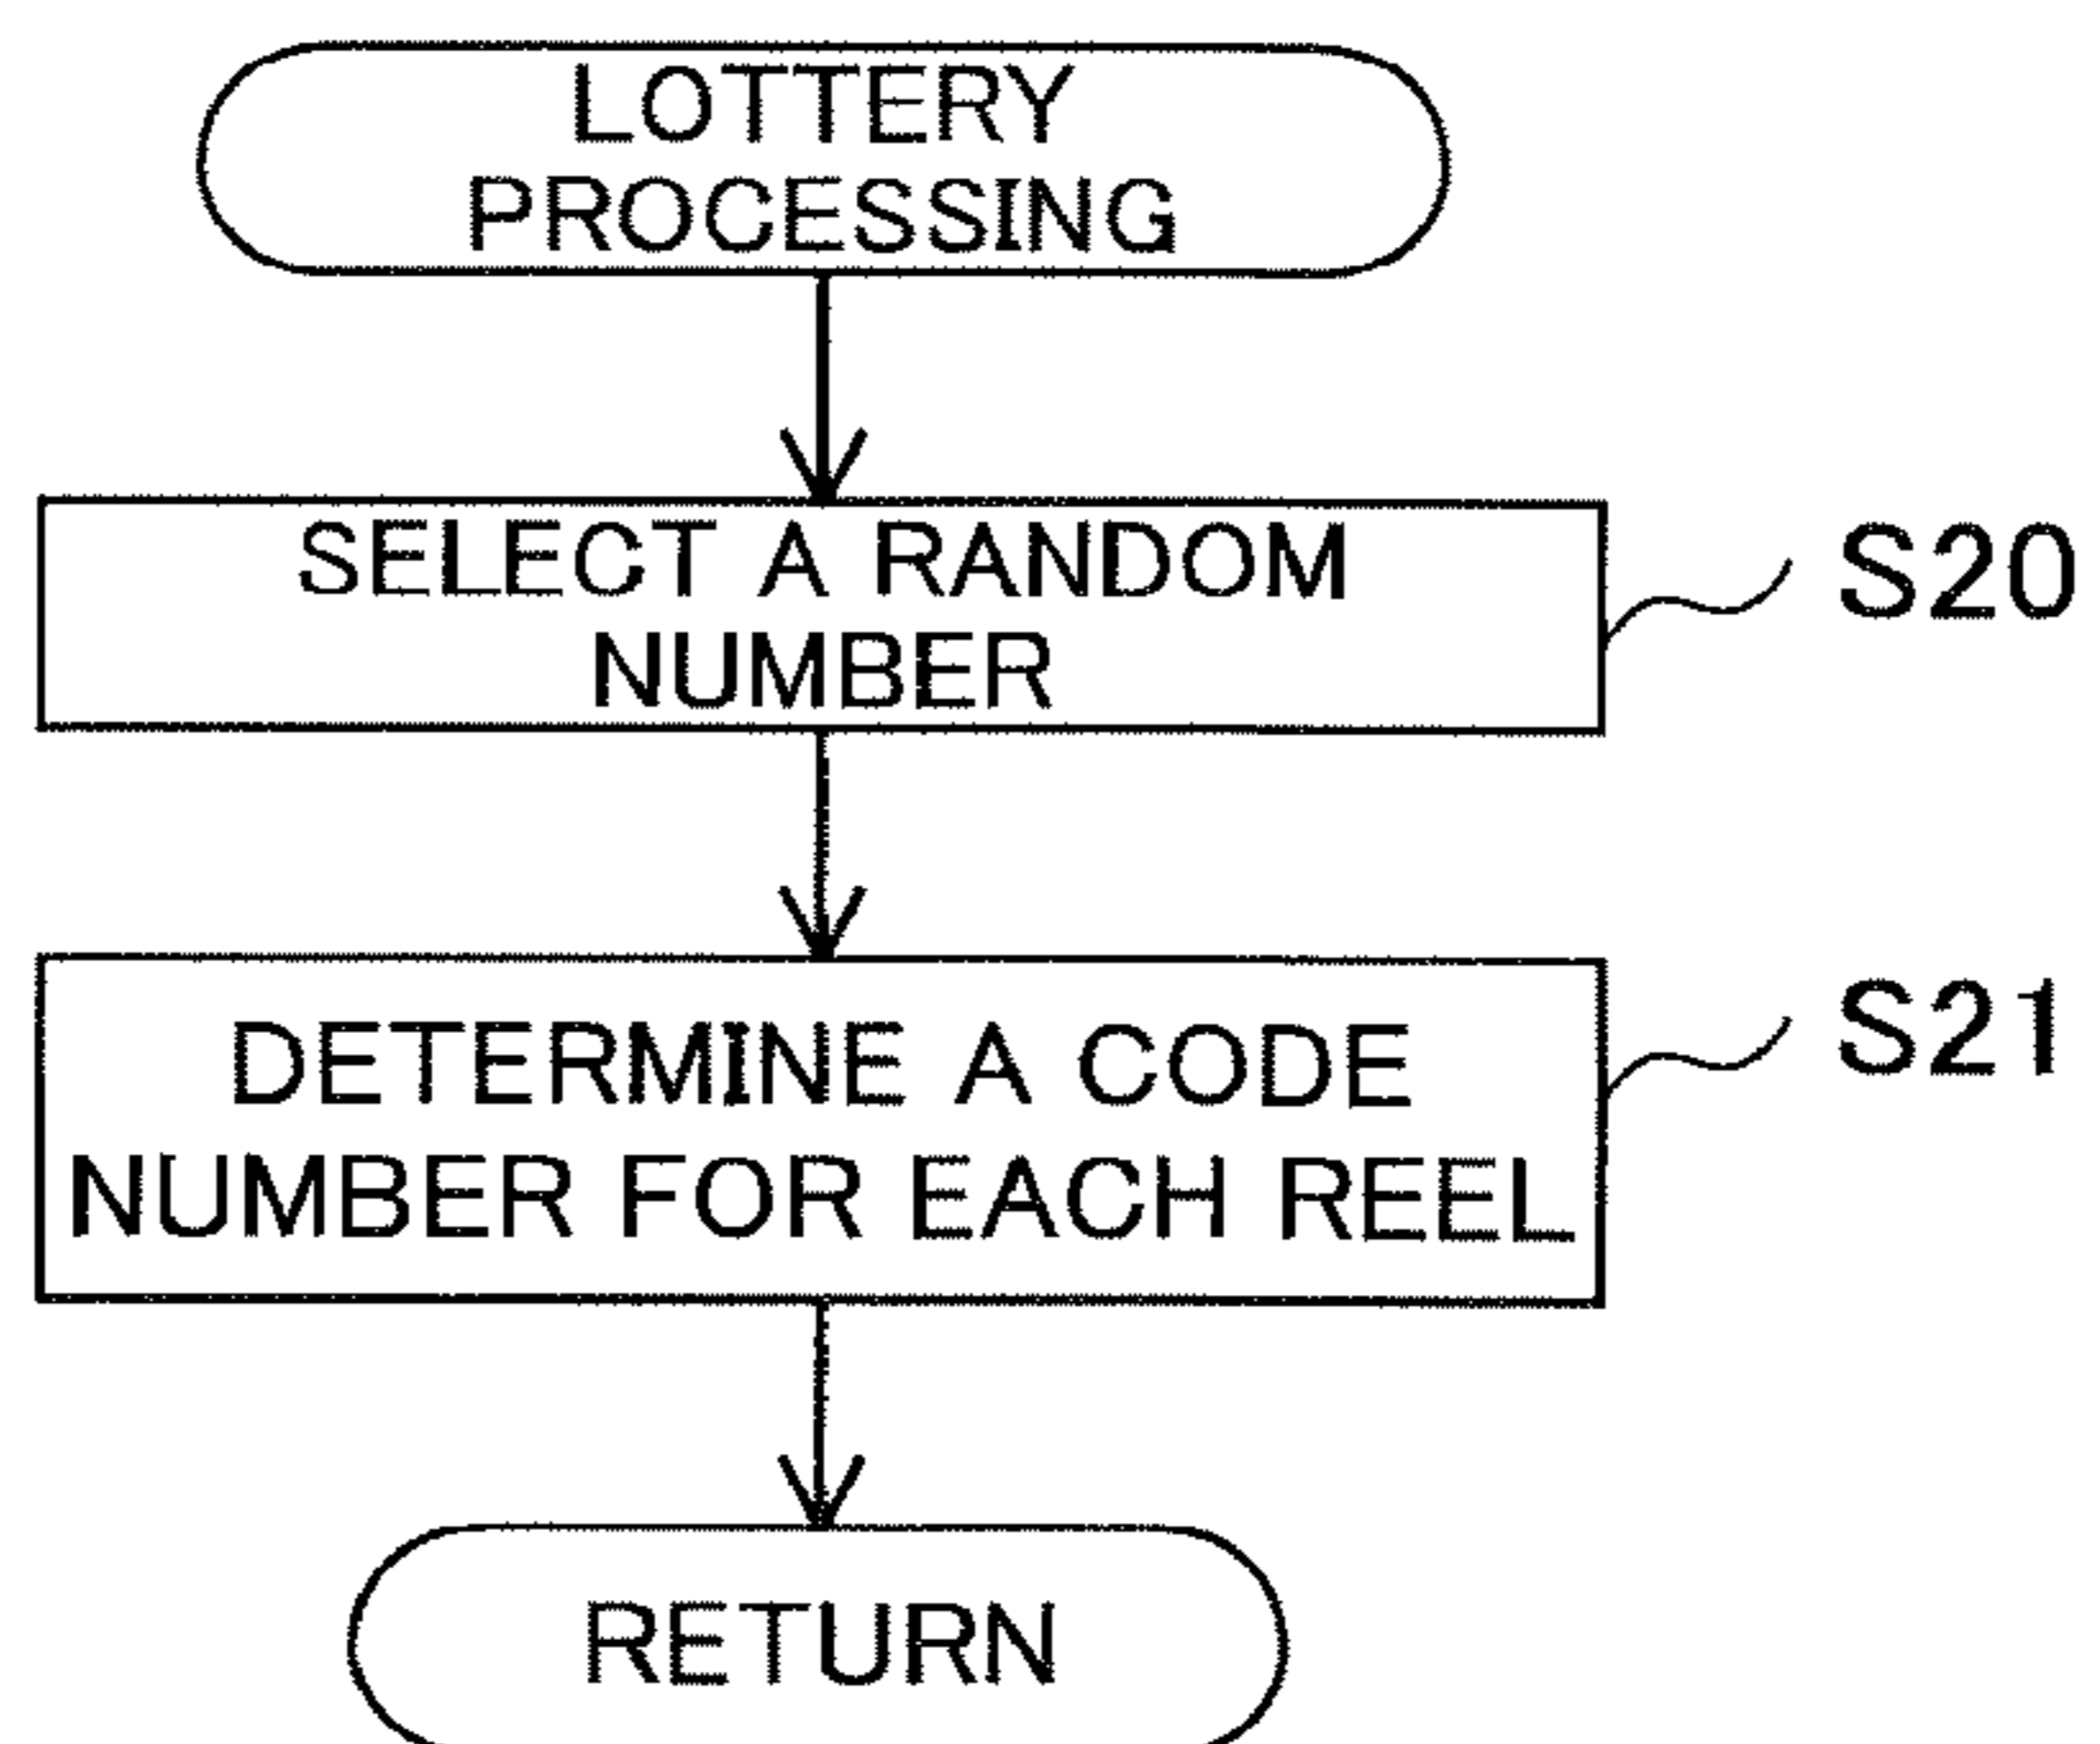 LOTTERY
PROCESSING
SELECT A RANDOM
NUMBER
S20
DETERMINE A CODE
NUMBER FOR EACH REEL
S21
RETURN